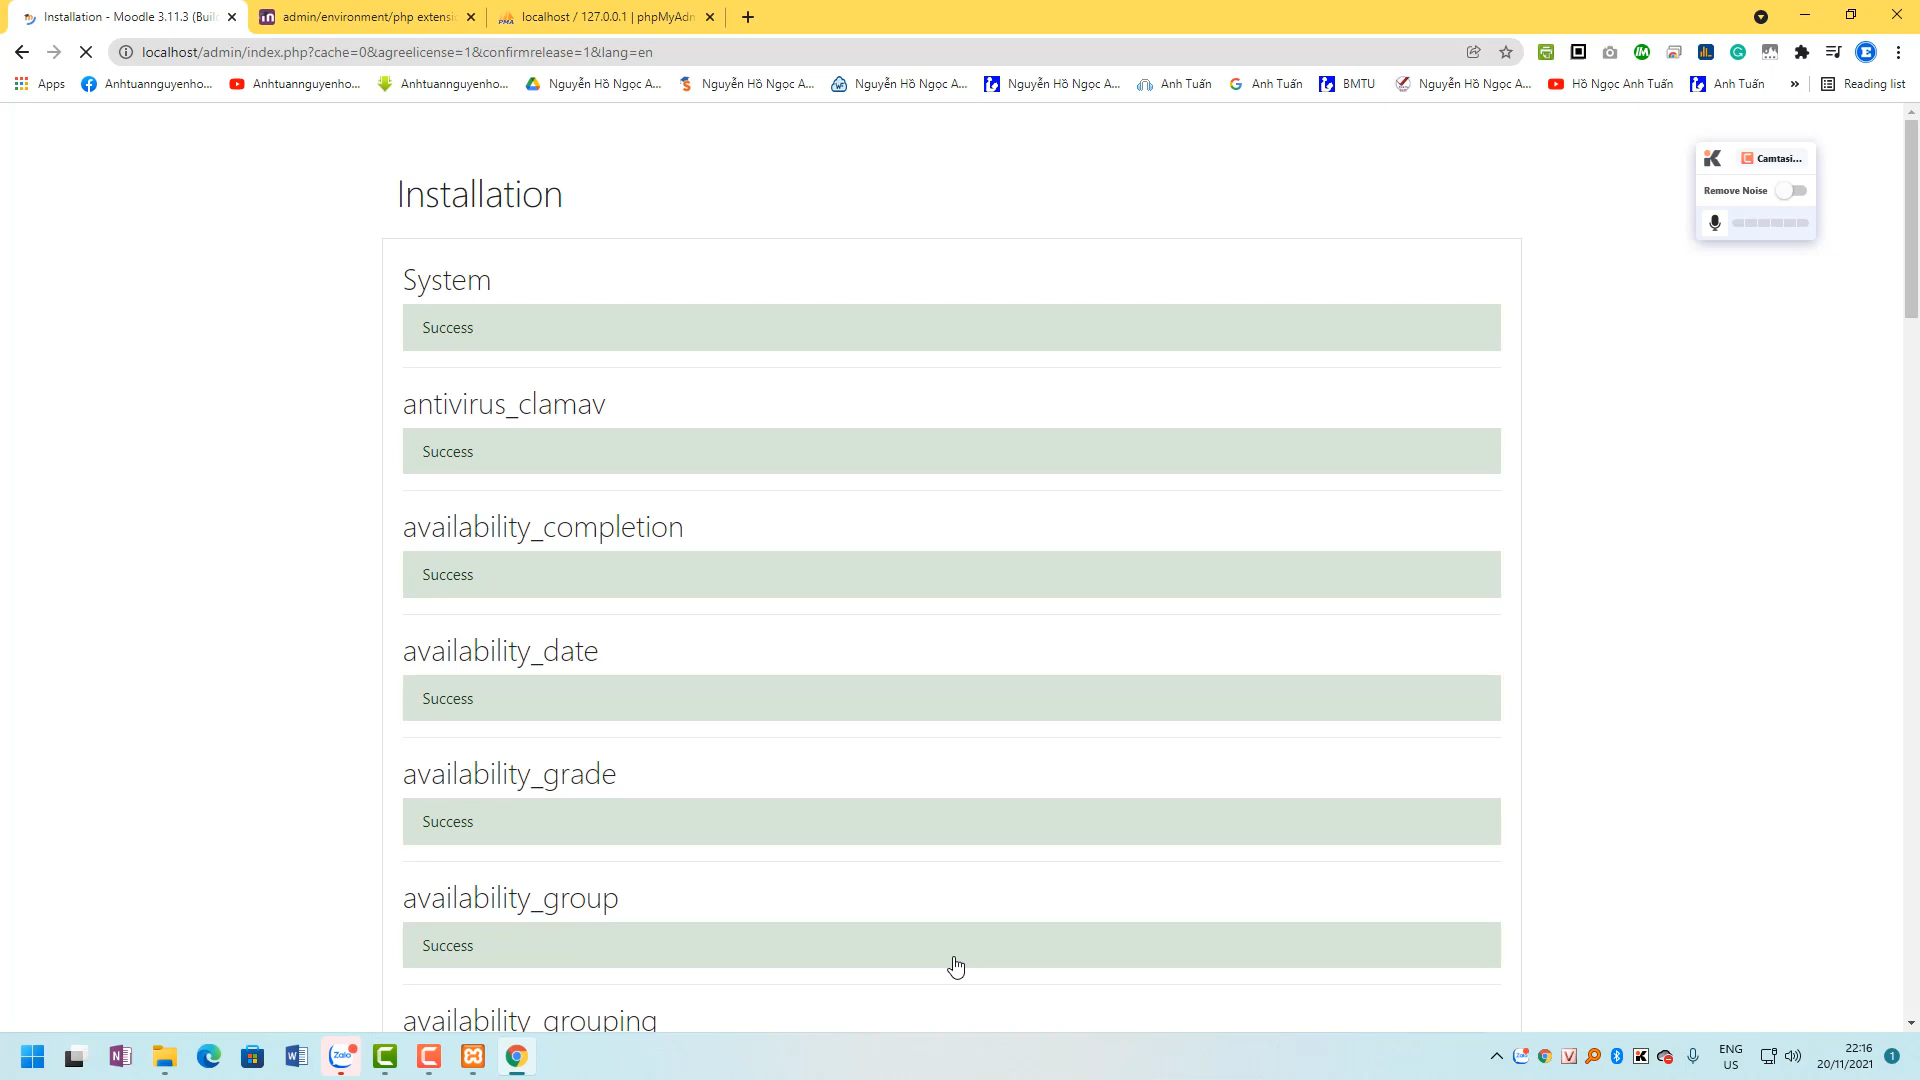 Installation - Moodle 3.11.3 (Buil
admin/environment/php extensi
localhost / 127.0.0.1 | phpMyAdm
localhost/admin/index.php?cache=0&agreelicense=1&confirmrelease=1&lang=en
Apps
Anhtuannguyenho...
Anhtuannguyenho...
Anhtuannguyenho...
Nguyễn Hồ Ngọc A...
Nguyễn Hồ Ngọc A...
Nguyễn Hồ Ngọc A...
Nguyễn Hồ Ngọc A...
Anh Tuấn
Anh Tuấn
BMTU
Nguyễn Hồ Ngọc A...
Hồ Ngọc Anh Tuấn
Anh Tuấn
»
Reading list
Camtasi...
Remove Noise
Installation
System
Success
antivirus_clamav
Success
availability_completion
Success
availability_date
Success
availability_grade
Success
availability_group
Success
availability_grouping
Zalo
ENG
US
22:16
20/11/2021
1